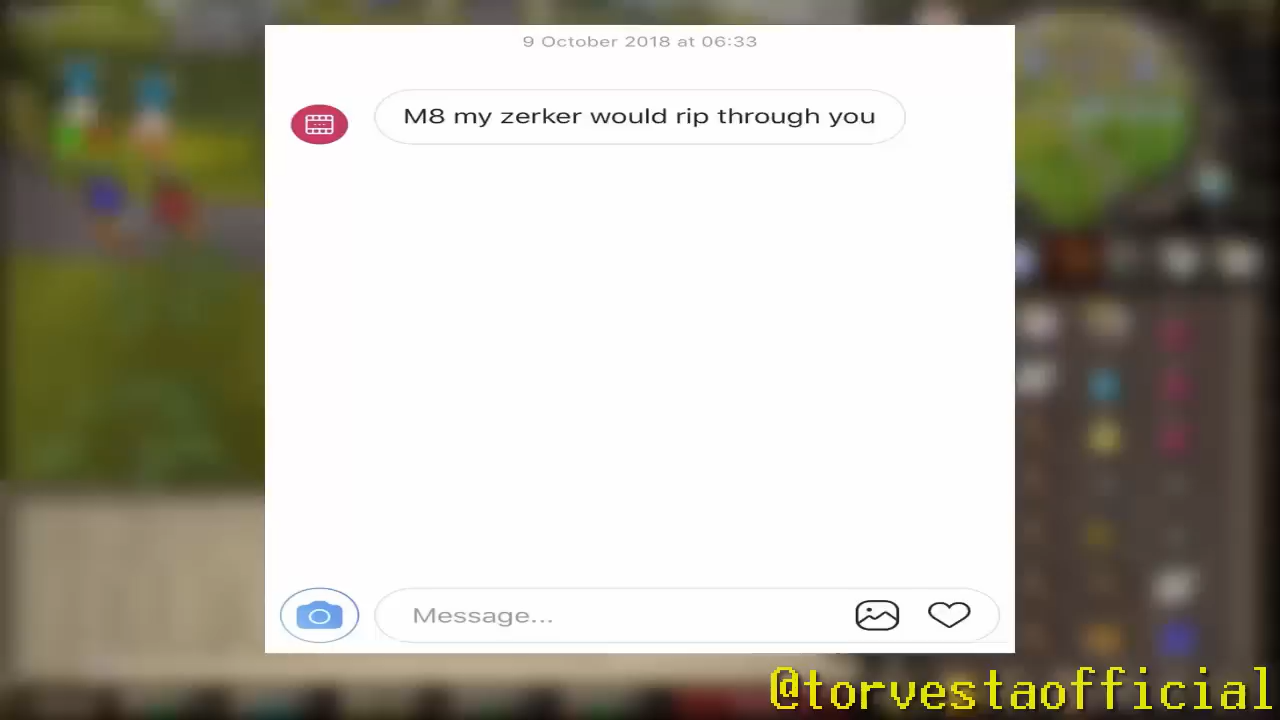 9 October 2018 at 06:33
M8 my zerker would rip through you
Message...
@torvestaofficial